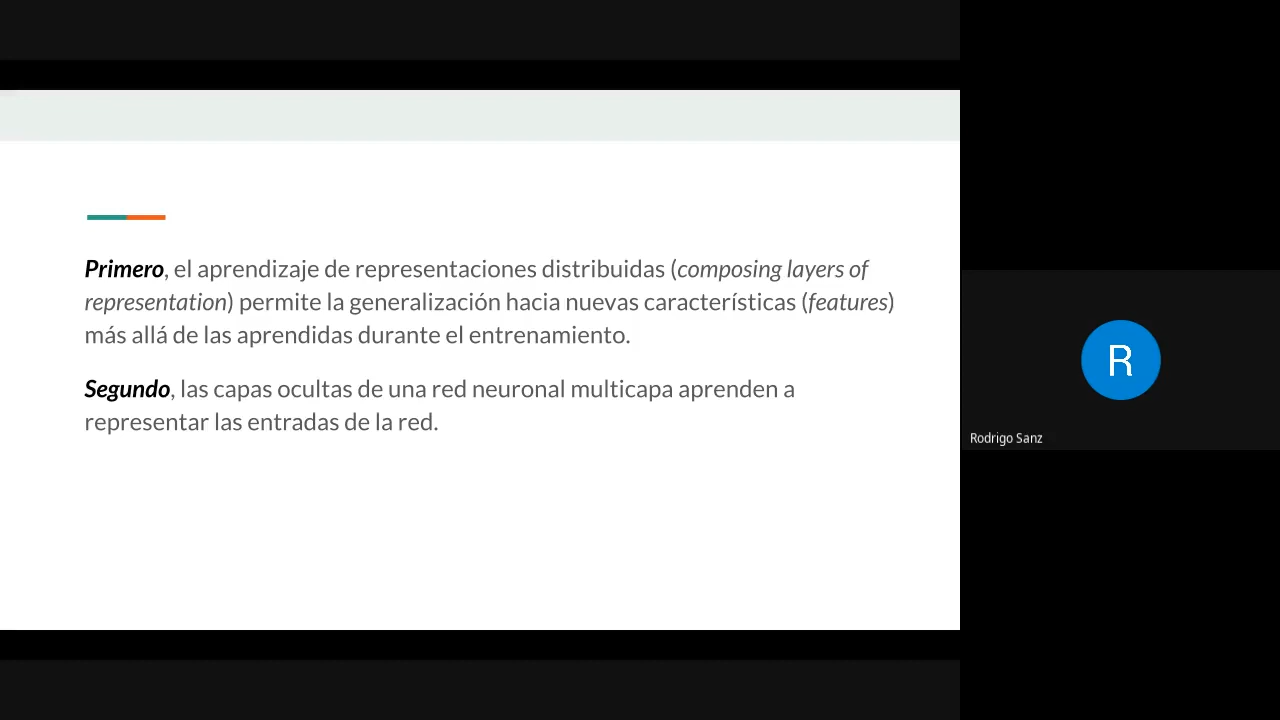 Primero, el aprendizaje de representaciones distribuidas (composing layers of
representation) permite la generalización hacia nuevas características (features)
más allá de las aprendidas durante el entrenamiento.
Segundo, las capas ocultas de una red neuronal multicapa aprenden a
representar las entradas de la red.
R
Rodrigo Sanz